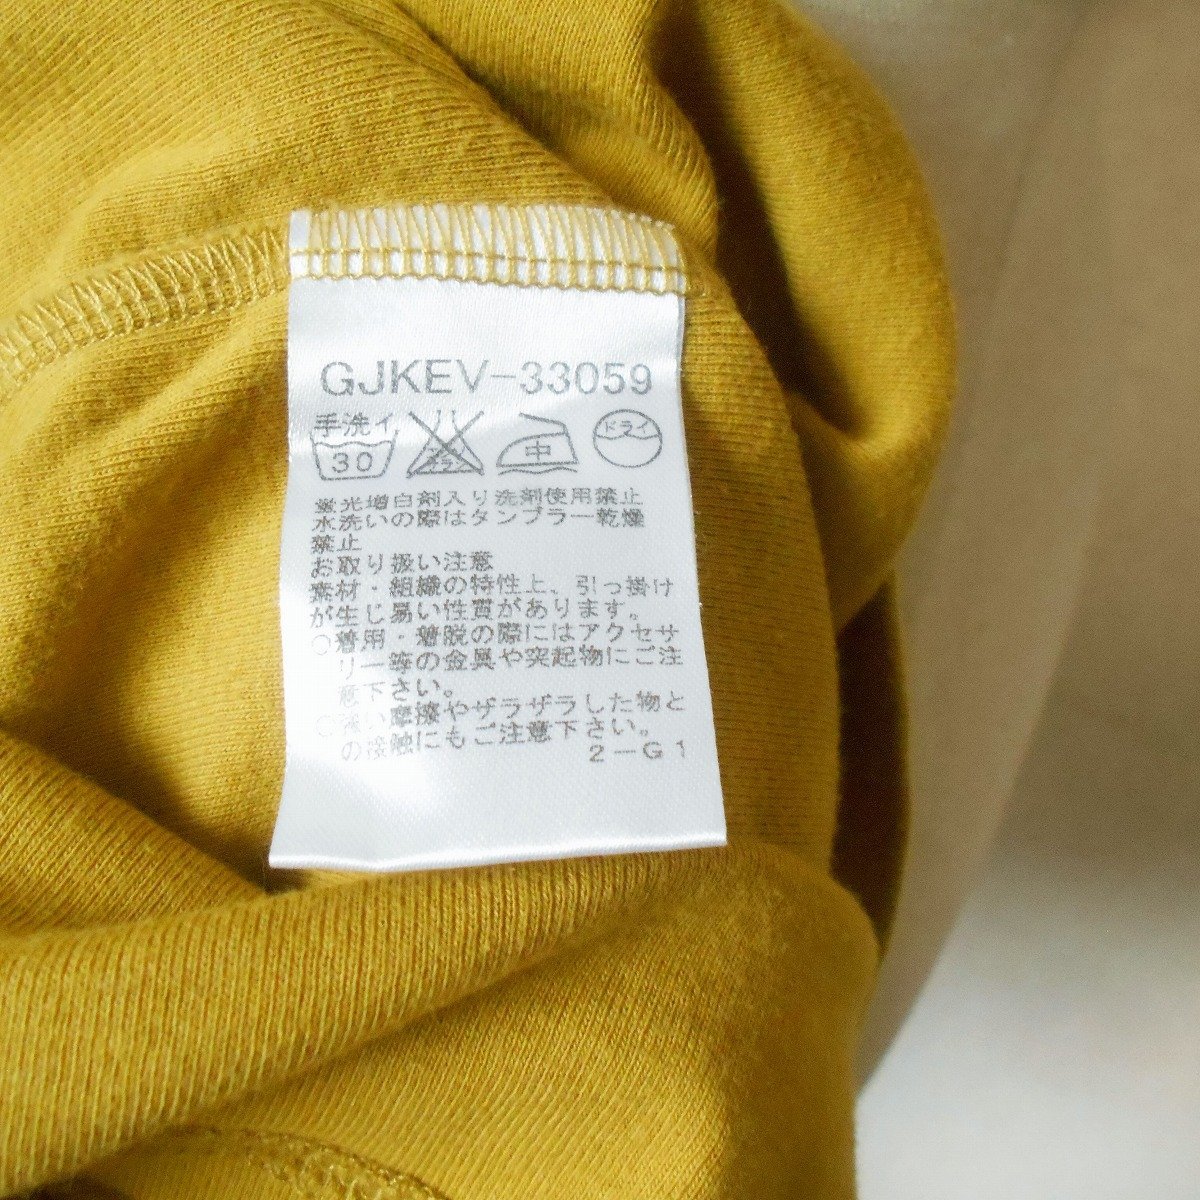 GJKEV-33059
手洗イ
30 エンソサラシ 中 ドライ
蛍光増白剤入り洗剤使用禁止
水洗いの際はタンブラー乾燥
禁止
お取り扱い注意
素材・組織の特性上、引っ掛け
が生じ易い性質があります。
○着用・着脱の際にはアクセサ
リー等の金具や突起物にご注
意下さい。
○強い摩擦やザラザラした物と
の接触にもご注意下さい。
2-G1